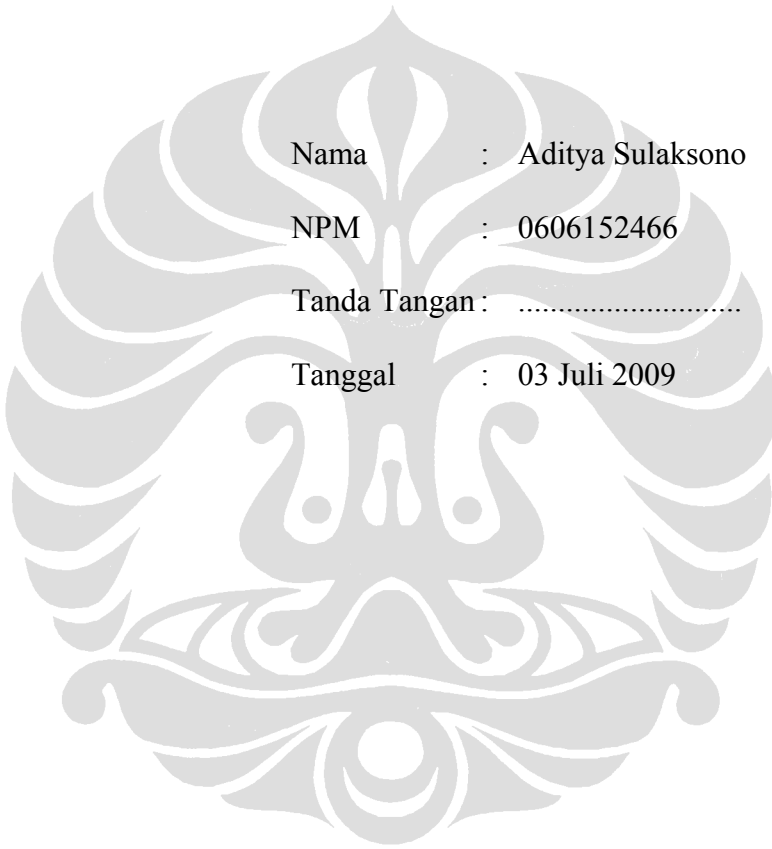 Nama : Aditya Sulaksono
NPM : 0606152466
Tanda Tangan : ............................
Tanggal : 03 Juli 2009